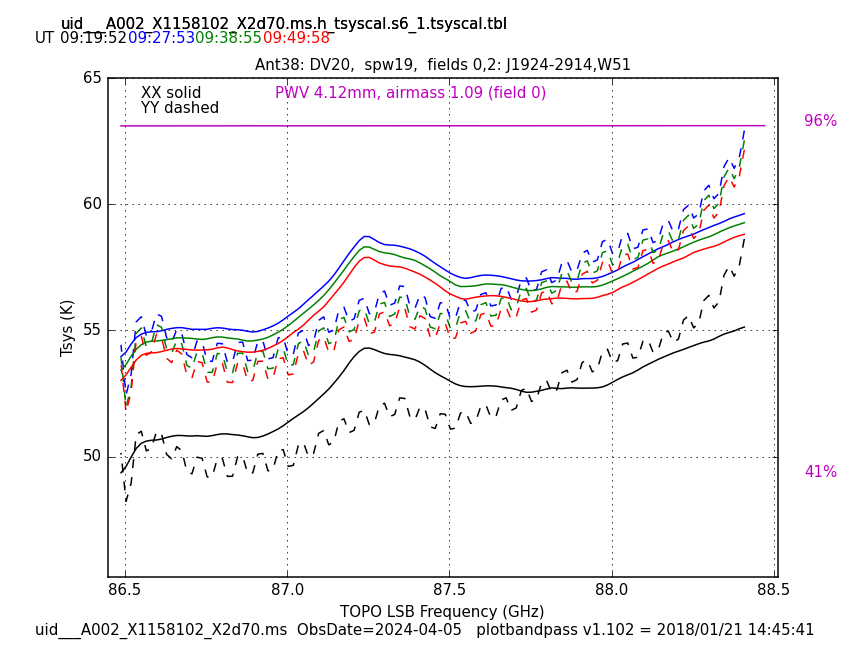 uid___A002_X1158102_X2d70.ms.h_tsyscal.s6_1.tsyscal.tbl
UT 09:19:52 09:27:53 09:38:55 09:49:58
Ant38: DV20,  spw19,  fields 0,2: J1924-2914,W51
65
XX solid
PWV 4.12mm, airmass 1.09 (field 0)
YY dashed
96%
60
55
Tsys (K)
50
41%
86.5 87.0 87.5 88.0 88.5
TOPO LSB Frequency (GHz)
uid___A002_X1158102_X2d70.ms  ObsDate=2024-04-05   plotbandpass v1.102 = 2018/01/21 14:45:41